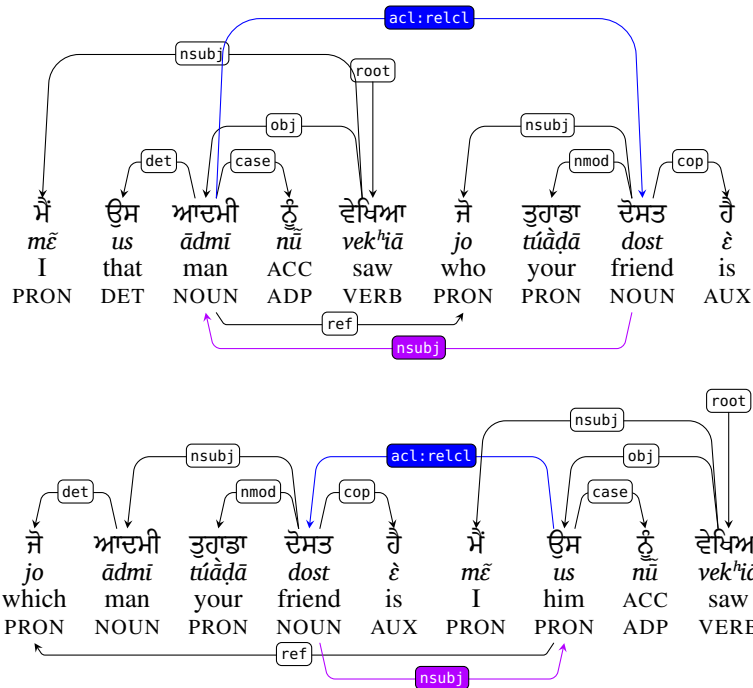 acl:relcl
nsubj
root
obj
nsubj
det
case
nmod
cop
ਮੈਂ ਉਸ ਆਦਮੀ ਨੂੰ ਵੇਖਿਆ ਜੋ ਤੁਹਾਡਾ ਦੋਸਤ ਹੈ
mɛ̃ us ādmī nū̃ vekʰiā jo túā̀ḍā dost ɛ̀
I that man ACC saw who your friend is
PRON DET NOUN ADP VERB PRON PRON NOUN AUX
ref
nsubj
root
nsubj
nsubj
acl:relcl
obj
det
nmod
cop
case
ਜੋ ਆਦਮੀ ਤੁਹਾਡਾ ਦੋਸਤ ਹੈ ਮੈਂ ਉਸ ਨੂੰ
jo ādmī túā̀ḍā dost ɛ̀ mɛ̃ us nū̃
which man your friend is I him ACC saw
PRON NOUN PRON NOUN AUX PRON PRON ADP VERB
ref
nsubj